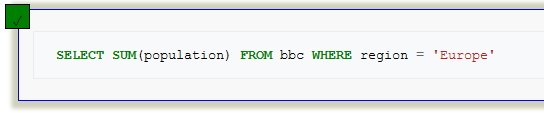 SELECT SUM(population) FROM bbc WHERE region = 'Europe'